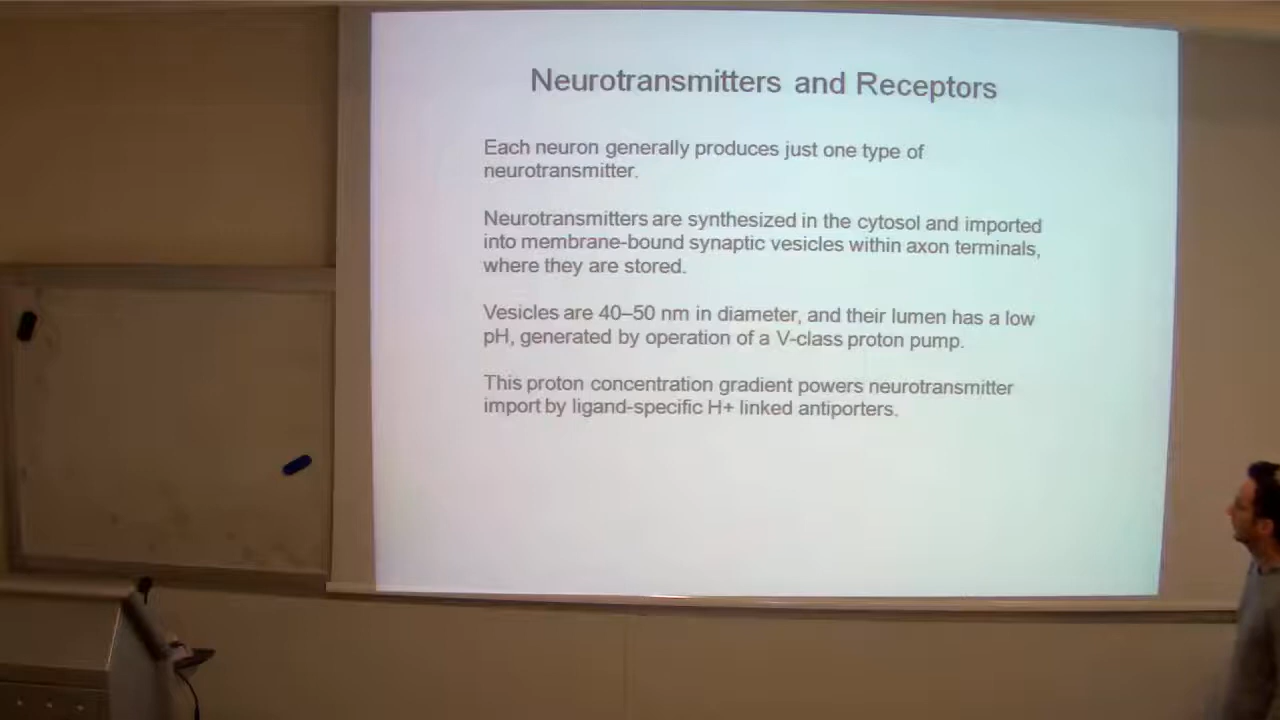 Neurotransmitters and Receptors
Each neuron generally produces just one type of
neurotransmitter.
Neurotransmitters are synthesized in the cytosol and imported
into membrane-bound synaptic vesicles within axon terminals,
where they are stored.
Vesicles are 40–50 nm in diameter, and their lumen has a low
pH, generated by operation of a V-class proton pump.
This proton concentration gradient powers neurotransmitter
import by ligand-specific H+ linked antiporters.